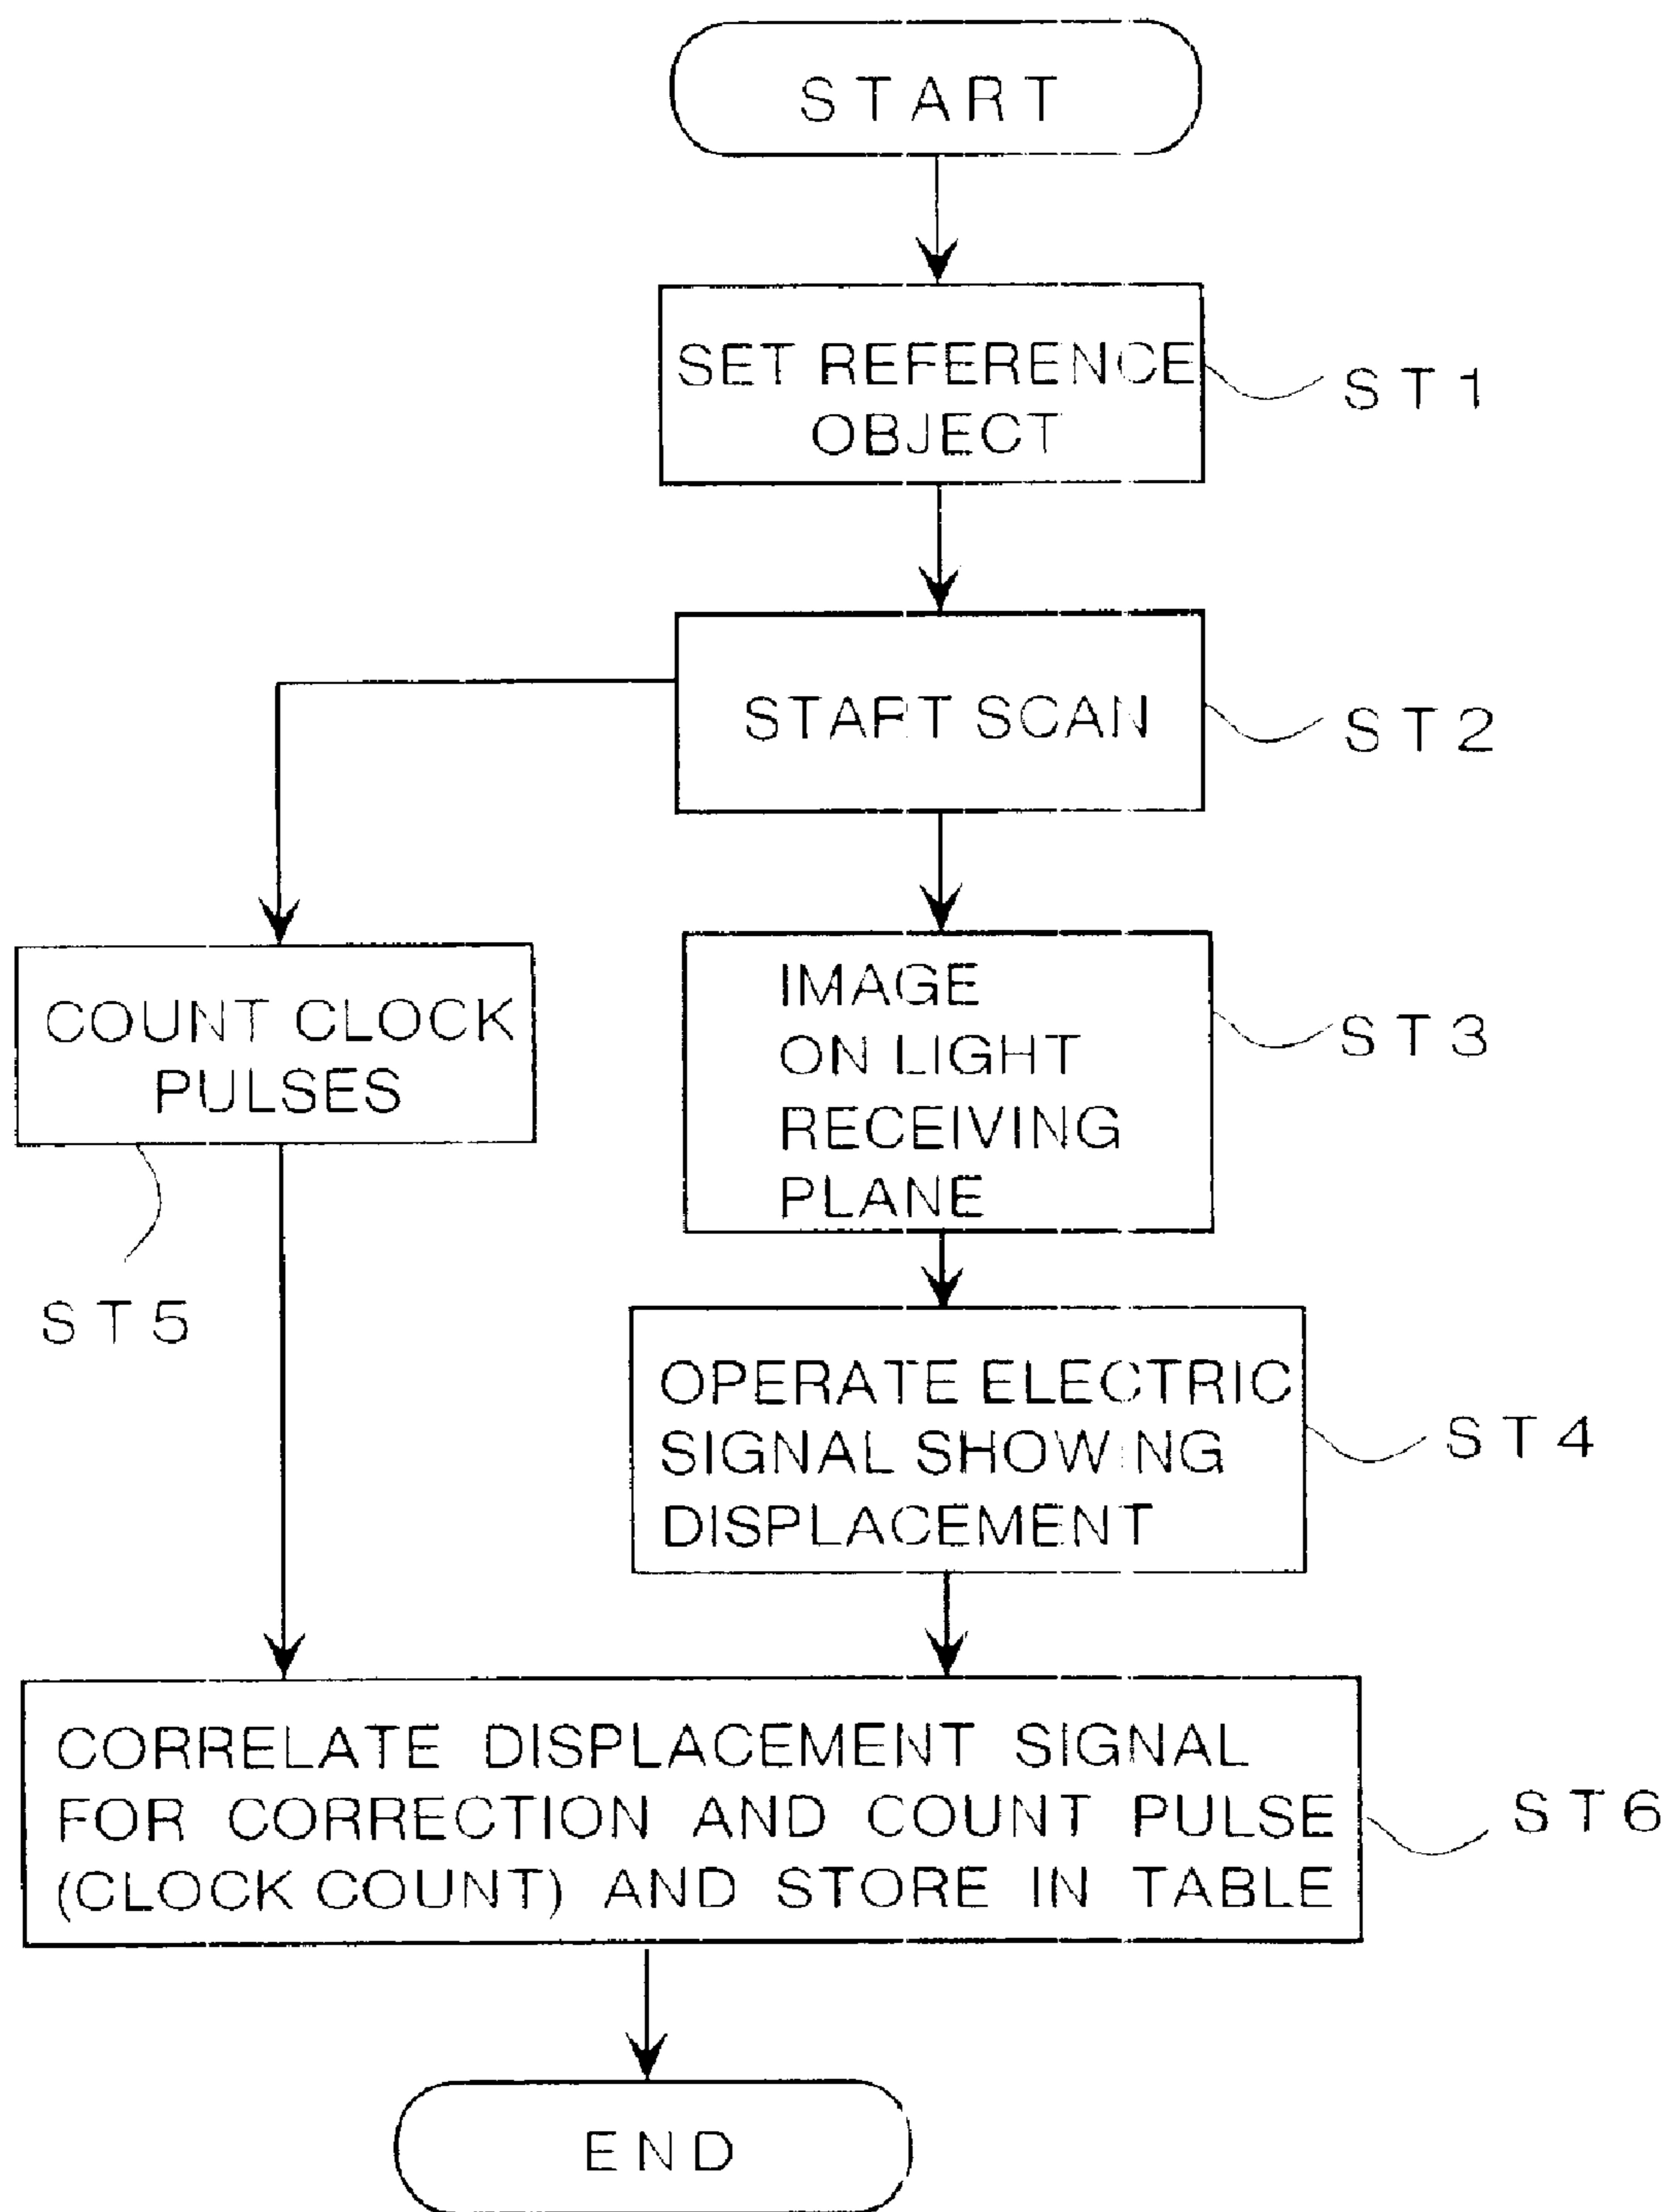 START
SET REFERENCE
OBJECT
ST1
START SCAN
ST2
COUNT CLOCK
PULSES
ST5
IMAGE
ON LIGHT
RECEIVING
PLANE
ST3
OPERATE ELECTRIC
SIGNAL SHOWING
DISPLACEMENT
ST4
CORRELATE DISPLACEMENT SIGNAL
FOR CORRECTION AND COUNT PULSE
(CLOCK COUNT) AND STORE IN TABLE
ST6
END